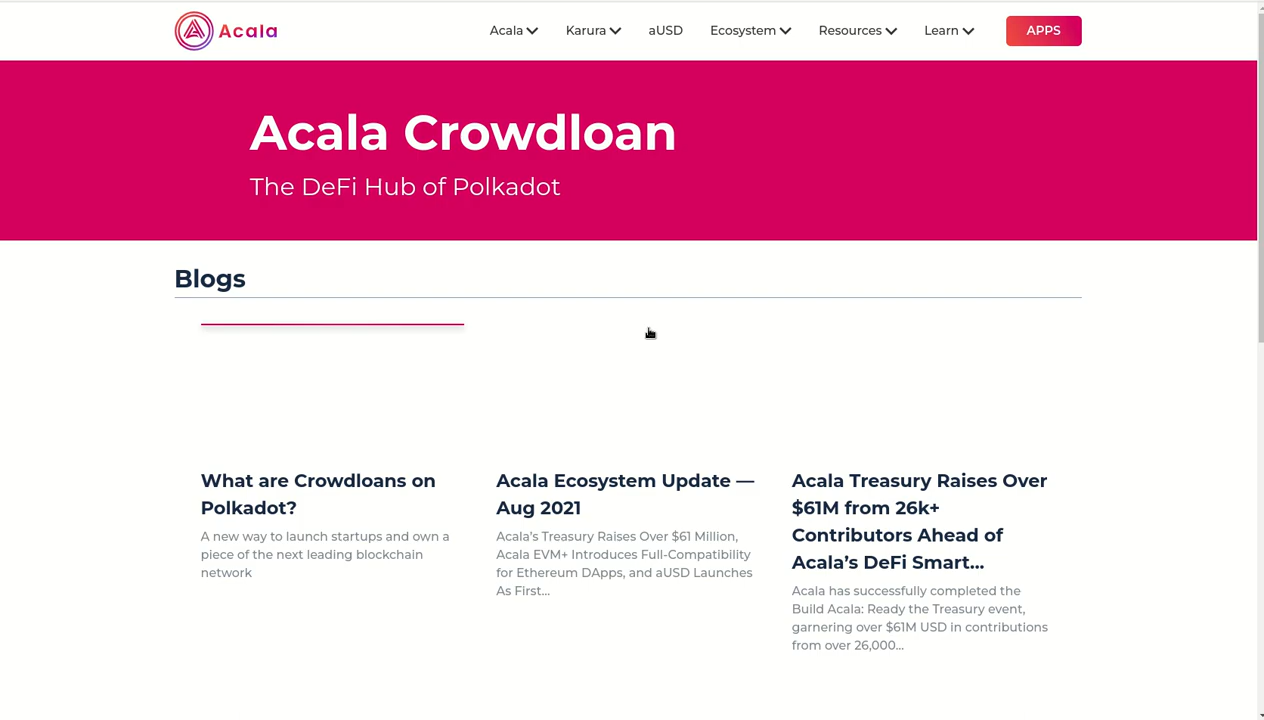 Acala
Acala
Karura
aUSD
Ecosystem
Resources
Learn
APPS
Acala Crowdloan
The DeFi Hub of Polkadot
Blogs
What are Crowdloans on
Polkadot?
A new way to launch startups and own a
piece of the next leading blockchain
network
Acala Ecosystem Update —
Aug 2021
Acala's Treasury Raises Over $61 Million,
Acala EVM+ Introduces Full-Compatibility
for Ethereum DApps, and aUSD Launches
As First...
Acala Treasury Raises Over
$61M from 26k+
Contributors Ahead of
Acala's DeFi Smart...
Acala has successfully completed the
Build Acala: Ready the Treasury event,
garnering over $61M USD in contributions
from over 26,000...